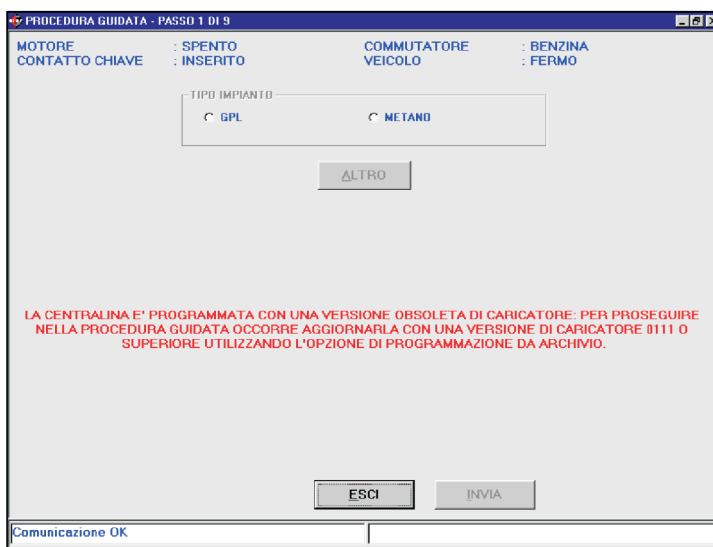 PROCEDURA GUIDATA - PASSO 1 DI 9
MOTORE : SPENTO COMMUTATORE : BENZINA
CONTATTO CHIAVE : INSERITO VEICOLO : FERMO
TIPO IMPIANTO
GPL METANO
ALTRO
LA CENTRALINA E' PROGRAMMATA CON UNA VERSIONE OBSOLETA DI CARICATORE: PER PROSEGUIRE
NELLA PROCEDURA GUIDATA OCCORRE AGGIORNARLA CON UNA VERSIONE DI CARICATORE 0111 O
SUPERIORE UTILIZZANDO L'OPZIONE DI PROGRAMMAZIONE DA ARCHIVIO.
ESCI INVIA
Comunicazione OK